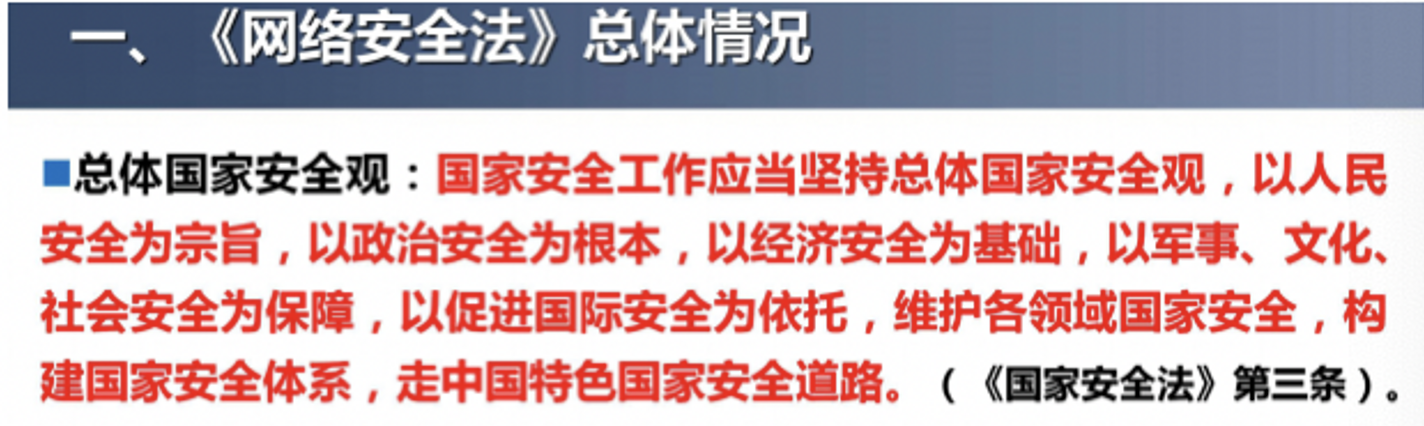 一、《网络安全法》总体情况
总体国家安全观：国家安全工作应当坚持总体国家安全观，以人民
安全为宗旨，以政治安全为根本，以经济安全为基础，以军事、文化、
社会安全为保障，以促进国际安全为依托，维护各领域国家安全，构
建国家安全体系，走中国特色国家安全道路。（《国家安全法》第三条）。